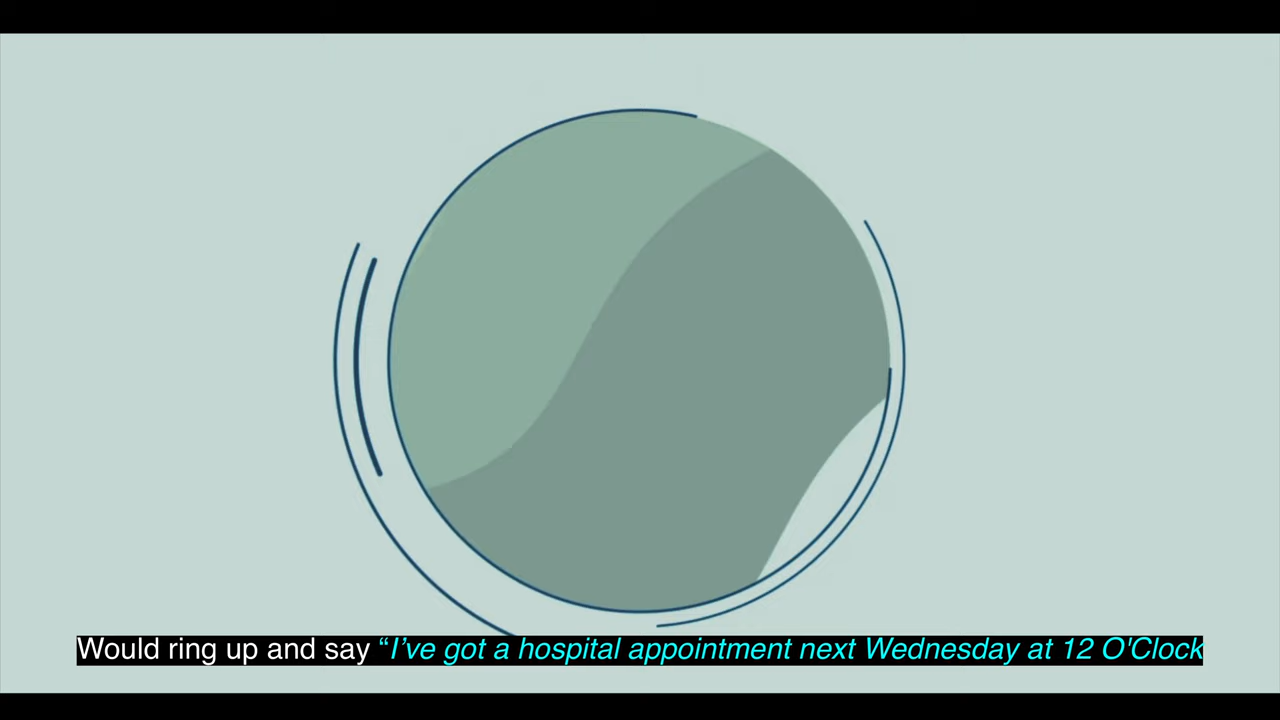 Would ring up and say “I’ve got a hospital appointment next Wednesday at 12 O'Clock